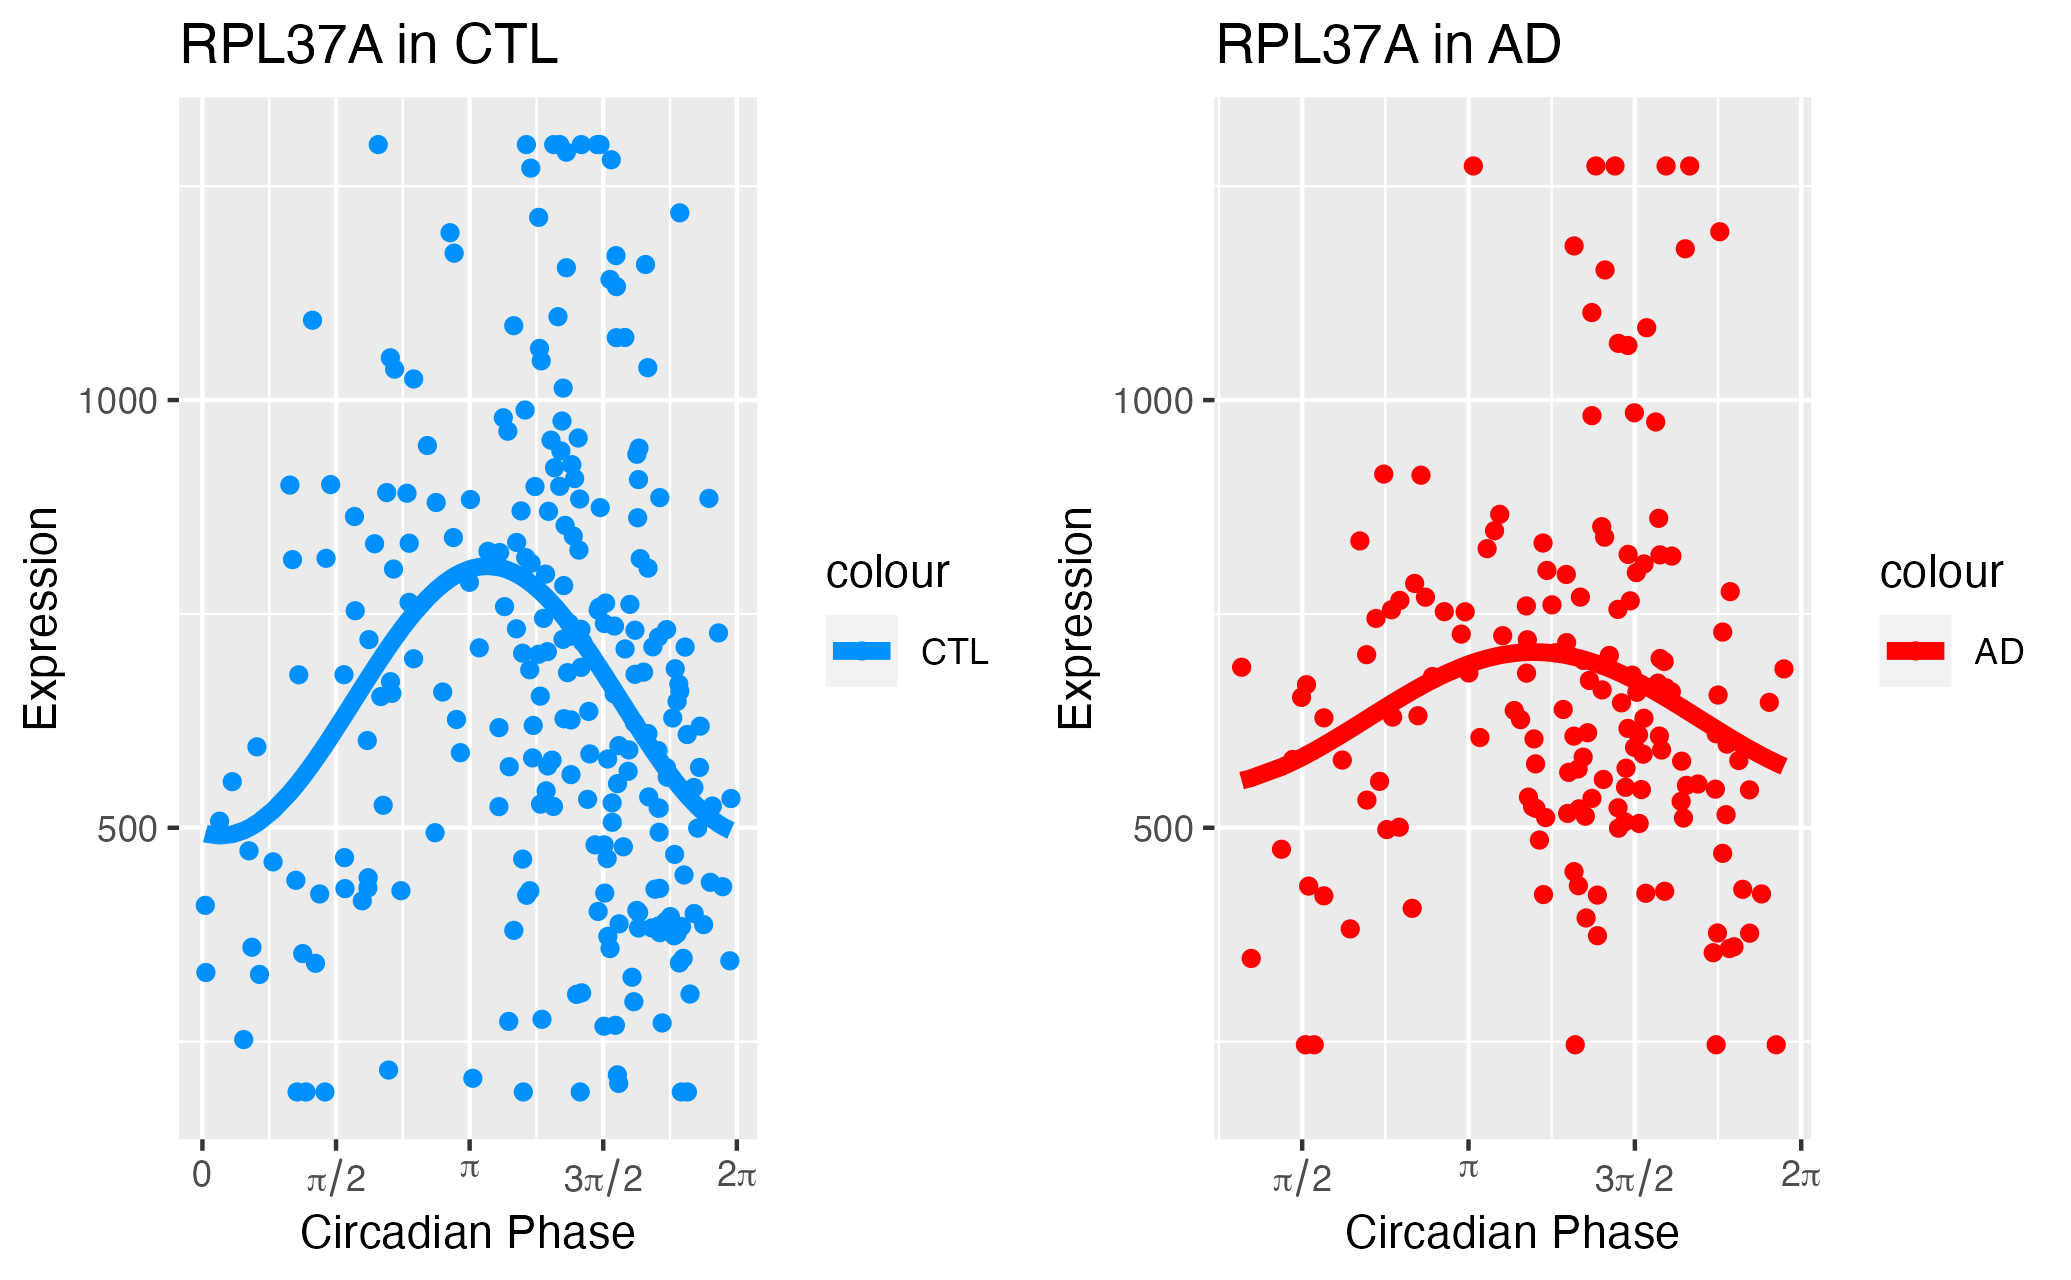 RPL37A in CTL
1000
500
Expression
0 π/2 π 3π/2 2π
Circadian Phase
colour
CTL
RPL37A in AD
1000
500
Expression
π/2 π 3π/2 2π
Circadian Phase
colour
AD